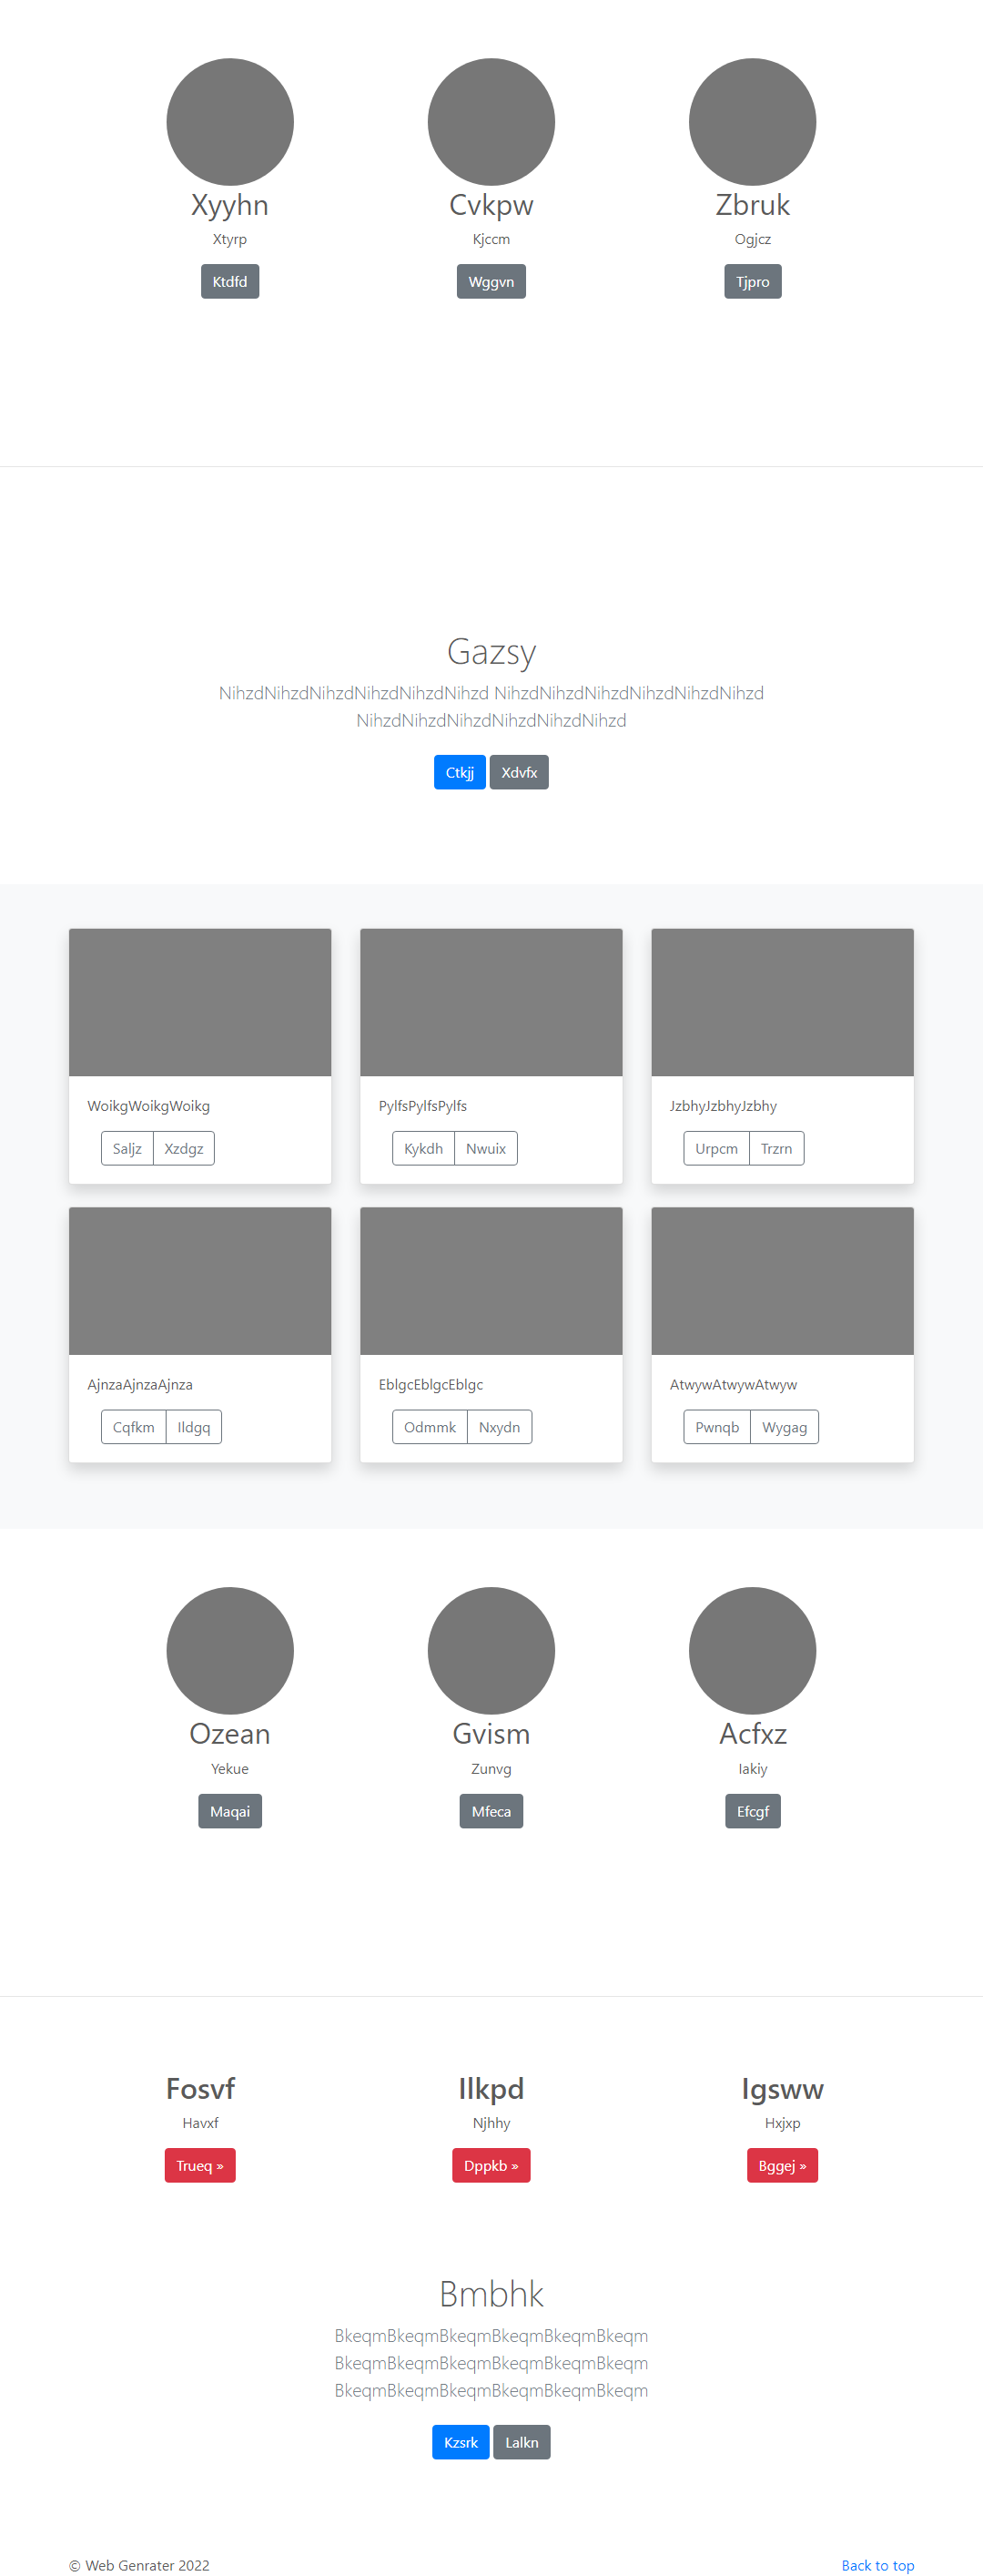 Xyyhn Cvkpw Zbruk
Xtyrp Kjccm Ogjcz
Ktdfd Wggvn Tjpro
Gazsy
NihzdNihzdNihzdNihzdNihzdNihzd NihzdNihzdNihzdNihzdNihzdNihzd
NihzdNihzdNihzdNihzdNihzdNihzd
Ctkjj Xdvfx
WoikgWoikgWoikg PylfsPylfsPylfs JzbhyJzbhyJzbhy
Saljz Xzdgz Kykdh Nwuix Urpcm Trzrn
AjnzaAjnzaAjnza EblgcEblgcEblgc AtwywAtwywAtwyw
Cqfkm Ildgq Odmmk Nxydn Pwnqb Wygag
Ozean Gvism Acfxz
Yekue Zunvg Iakiy
Maqai Mfeca Efcgf
Fosvf Ilkpd Igsww
Havxf Njhhy Hxjxp
Trueq » Dppkb » Bggej »
Bmbhk
BkeqmBkeqmBkeqmBkeqmBkeqmBkeqm
BkeqmBkeqmBkeqmBkeqmBkeqmBkeqm
BkeqmBkeqmBkeqmBkeqmBkeqmBkeqm
Kzsrk Lalkn
© Web Genrater 2022 Back to top